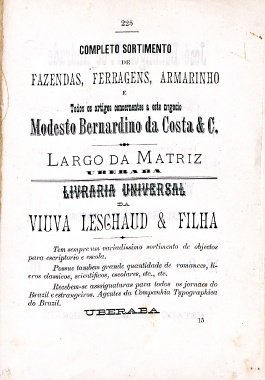 225
COMPLETO SORTIMENTO
DE
FAZENDAS, FERRAGENS, ARMARINHO
E
Todos os artigos concernentes a este negocio
Modesto Bernardino da Costa & C.
LARGO DA MATRIZ
UBERABA
LIVRARIA UNIVERSAL
DA
VIUVA LESCHAUD & FILHA
Tem sempre um variadissimo sortimento de objectos
para escriptorio e escola.
Possue tambem grande quantidade de romances, li-
vros classicos, scientificos, escolares, etc., etc.
Recebem-se assignaturas para todos os jornaes do
Brazil e estrangeiros. Agentes da Companhia Typographica
do Brazil.
UBERABA
15